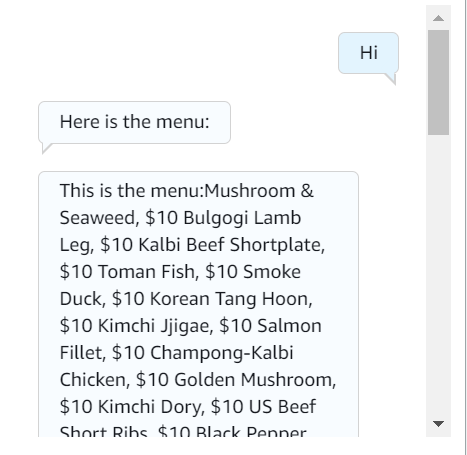 Hi
Here is the menu:
This is the menu:Mushroom &
Seaweed, $10 Bulgogi Lamb
Leg, $10 Kalbi Beef Shortplate,
$10 Toman Fish, $10 Smoke
Duck, $10 Korean Tang Hoon,
$10 Kimchi Jjigae, $10 Salmon
Fillet, $10 Champong-Kalbi
Chicken, $10 Golden Mushroom,
$10 Kimchi Dory, $10 US Beef
Short Ribs, $10 Black Pepper